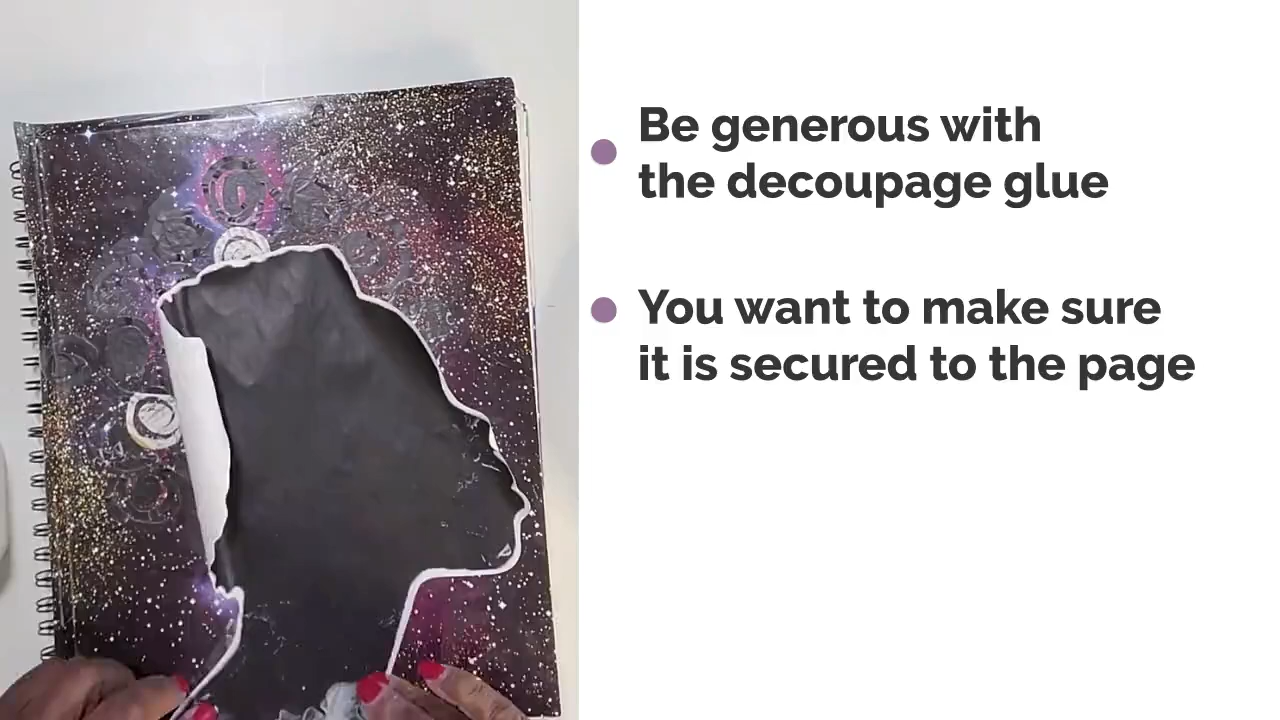 Be generous with
the decoupage glue
You want to make sure
it is secured to the page